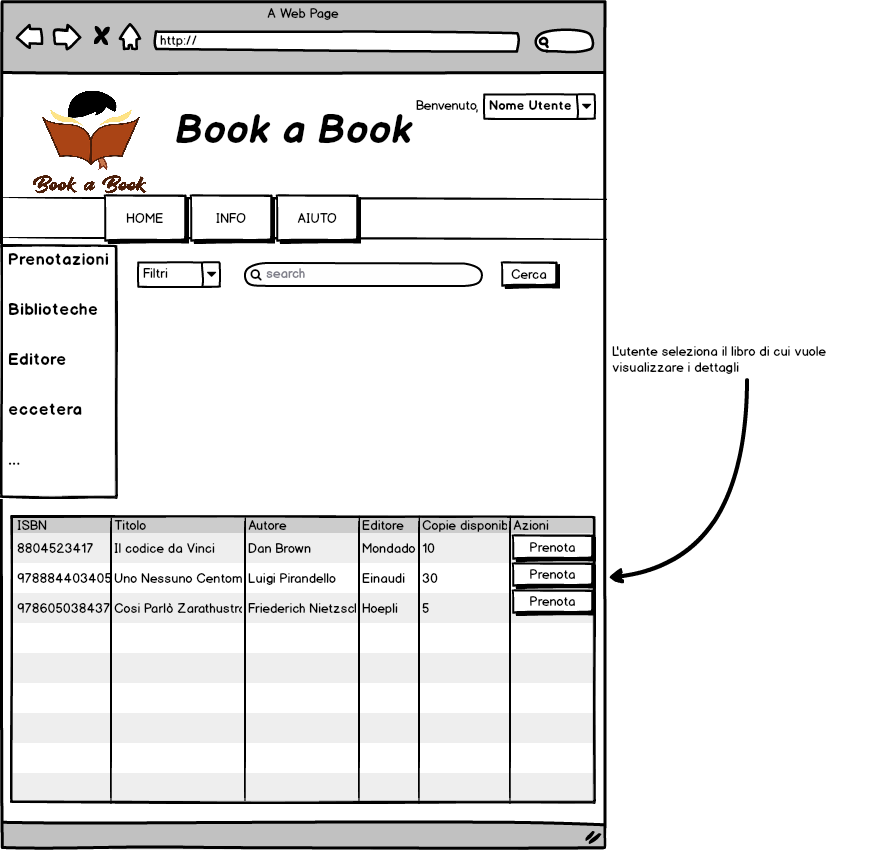 A Web Page
http://
Benvenuto, Nome Utente
Book a Book
Book a Book
HOME INFO AIUTO
Prenotazioni
Biblioteche
Editore
eccetera
...
Filtri search Cerca
L'utente seleziona il libro di cui vuole
visualizzare i dettagli
ISBN Titolo Autore Editore Copie disponib Azioni
8804523417 Il codice da Vinci Dan Brown Mondado 10 Prenota
978884403405 Uno Nessuno Centom Luigi Pirandello Einaudi 30 Prenota
978605038437 Cosi Parlò Zarathustra Friederich Nietzscl Hoepli 5 Prenota